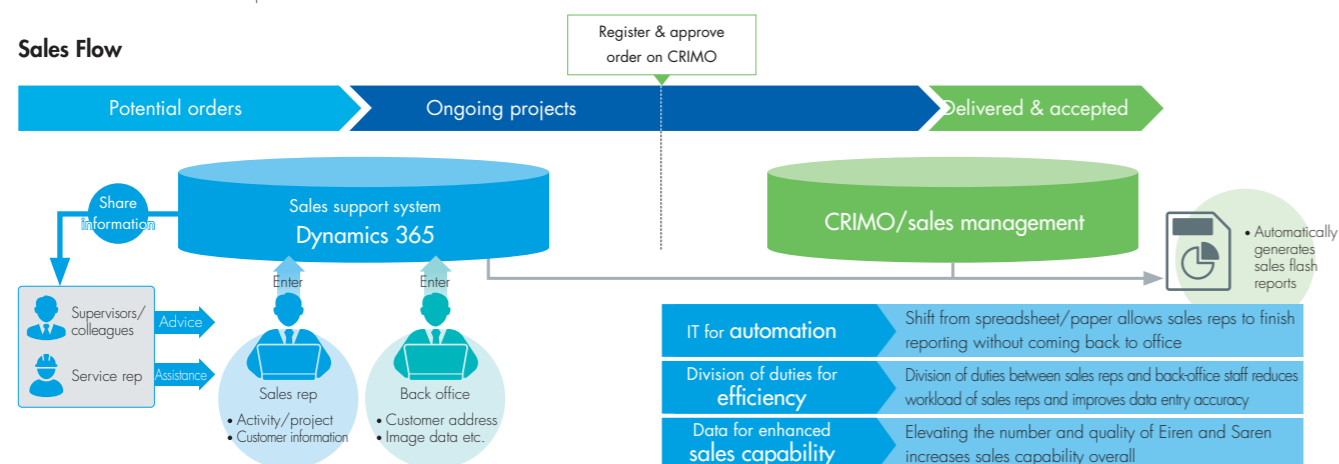 Sales Flow
Register & approve
order on CRIMO
Potential orders
Ongoing projects
Delivered & accepted
Share
information
Sales support system
Dynamics 365
CRIMO/sales management
• Automatically
generates
sales flash
reports
Enter
Enter
Supervisors/
colleagues
Advice
Service rep
Assistance
Sales rep
• Activity/project
• Customer information
Back office
• Customer address
• Image data etc.
IT for automation
Shift from spreadsheet/paper allows sales reps to finish
reporting without coming back to office
Division of duties for
efficiency
Division of duties between sales reps and back-office staff reduces
workload of sales reps and improves data entry accuracy
Data for enhanced
sales capability
Elevating the number and quality of Eiren and Saren
increases sales capability overall